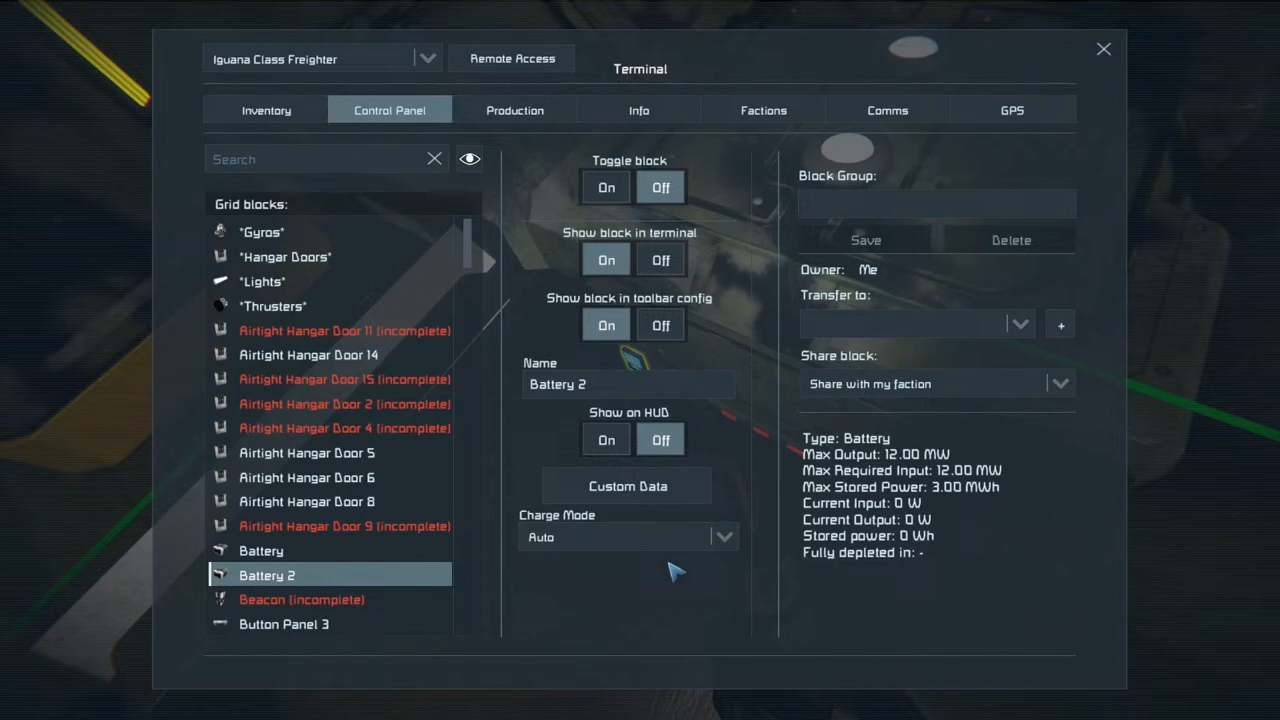 Iguana Class Freighter
Remote Access
Terminal
Inventory
Control Panel
Production
Info
Factions
Comms
GPS
Search
Grid blocks:
*Gyros*
*Hangar Doors*
*Lights*
*Thrusters*
Airtight Hangar Door 11 (incomplete)
Airtight Hangar Door 14
Airtight Hangar Door 15 (incomplete)
Airtight Hangar Door 2 (incomplete)
Airtight Hangar Door 4 (incomplete)
Airtight Hangar Door 5
Airtight Hangar Door 6
Airtight Hangar Door 8
Airtight Hangar Door 9 (incomplete)
Battery
Battery 2
Beacon (incomplete)
Button Panel 3
Toggle block
On Off
Show block in terminal
On Off
Show block in toolbar config
On Off
Name
Battery 2
Show on HUD
On Off
Custom Data
Charge Mode
Auto
Block Group:
Save Delete
Owner: Me
Transfer to:
+
Share block:
Share with my faction
Type: Battery
Max Output: 12.00 MW
Max Required Input: 12.00 MW
Max Stored Power: 3.00 MWh
Current Input: 0 W
Current Output: 0 W
Stored power: 0 Wh
Fully depleted in: -